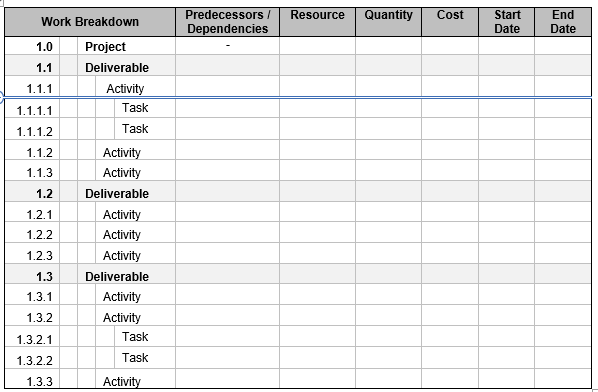 Work Breakdown Predecessors / Dependencies Resource Quantity Cost Start Date End Date
1.0 Project -
1.1 Deliverable
1.1.1 Activity
1.1.1.1 Task
1.1.1.2 Task
1.1.2 Activity
1.1.3 Activity
1.2 Deliverable
1.2.1 Activity
1.2.2 Activity
1.2.3 Activity
1.3 Deliverable
1.3.1 Activity
1.3.2 Activity
1.3.2.1 Task
1.3.2.2 Task
1.3.3 Activity